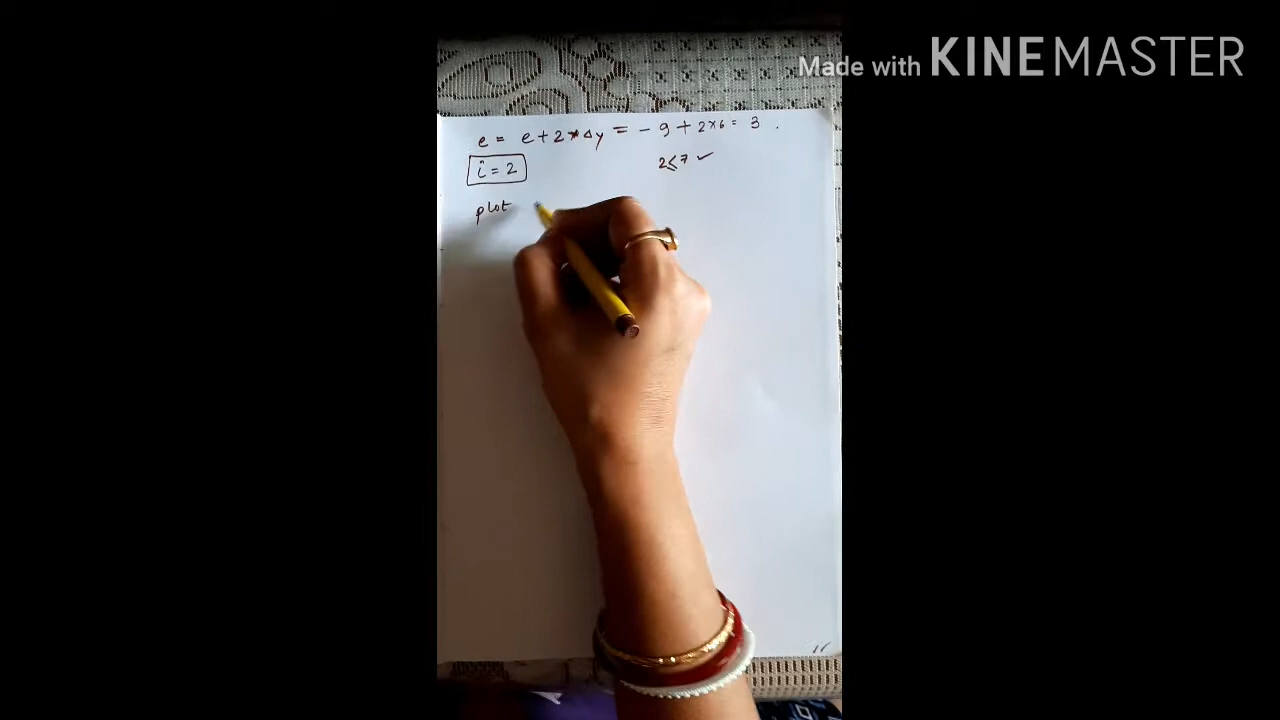 Made with KINEMASTER
e = e + 2 * Δy = - 9 + 2 × 6 = 3 .
i = 2 2 ≤ 7 ✓
plot